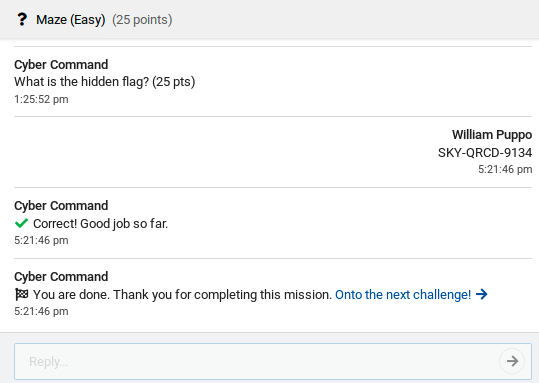 ? Maze (Easy) (25 points)
Cyber Command
What is the hidden flag? (25 pts)
1:25:52 pm
William Puppo
SKY-QRCD-9134
5:21:46 pm
Cyber Command
Correct! Good job so far.
5:21:46 pm
Cyber Command
You are done. Thank you for completing this mission. Onto the next challenge!
5:21:46 pm
Reply...